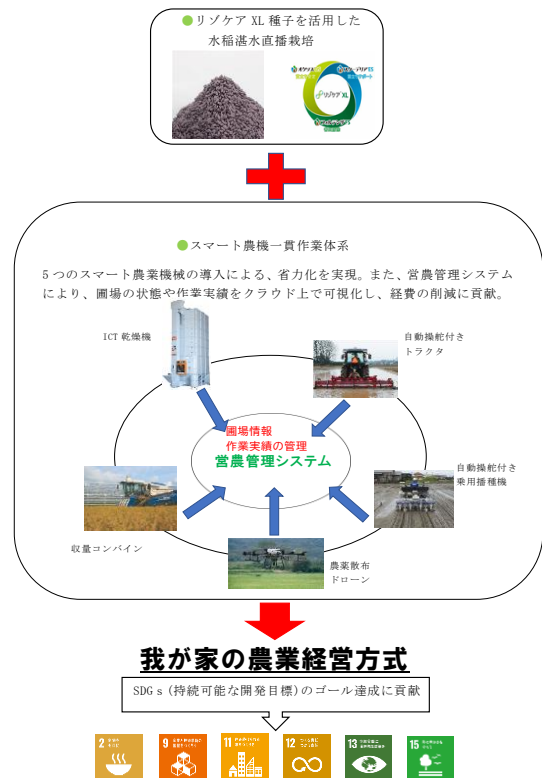 ●リゾケア XL 種子を活用した
水稲湛水直播栽培
リゾケア XL
●スマート農機一貫作業体系
5つのスマート農業機械の導入による、省力化を実現。また、営農管理システム
により、圃場の状態や作業実績をクラウド上で可視化し、経費の削減に貢献。
ICT 乾燥機
自動操舵付き
トラクタ
圃場情報
作業実績の管理
営農管理システム
自動操舵付き
乗用播種機
収量コンバイン
農薬散布
ドローン
我が家の農業経営方式
SDGs(持続可能な開発目標)のゴール達成に貢献
2
9
11
12
13
15